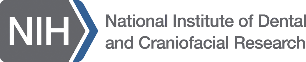 NIH National Institute of Dental
and Craniofacial Research